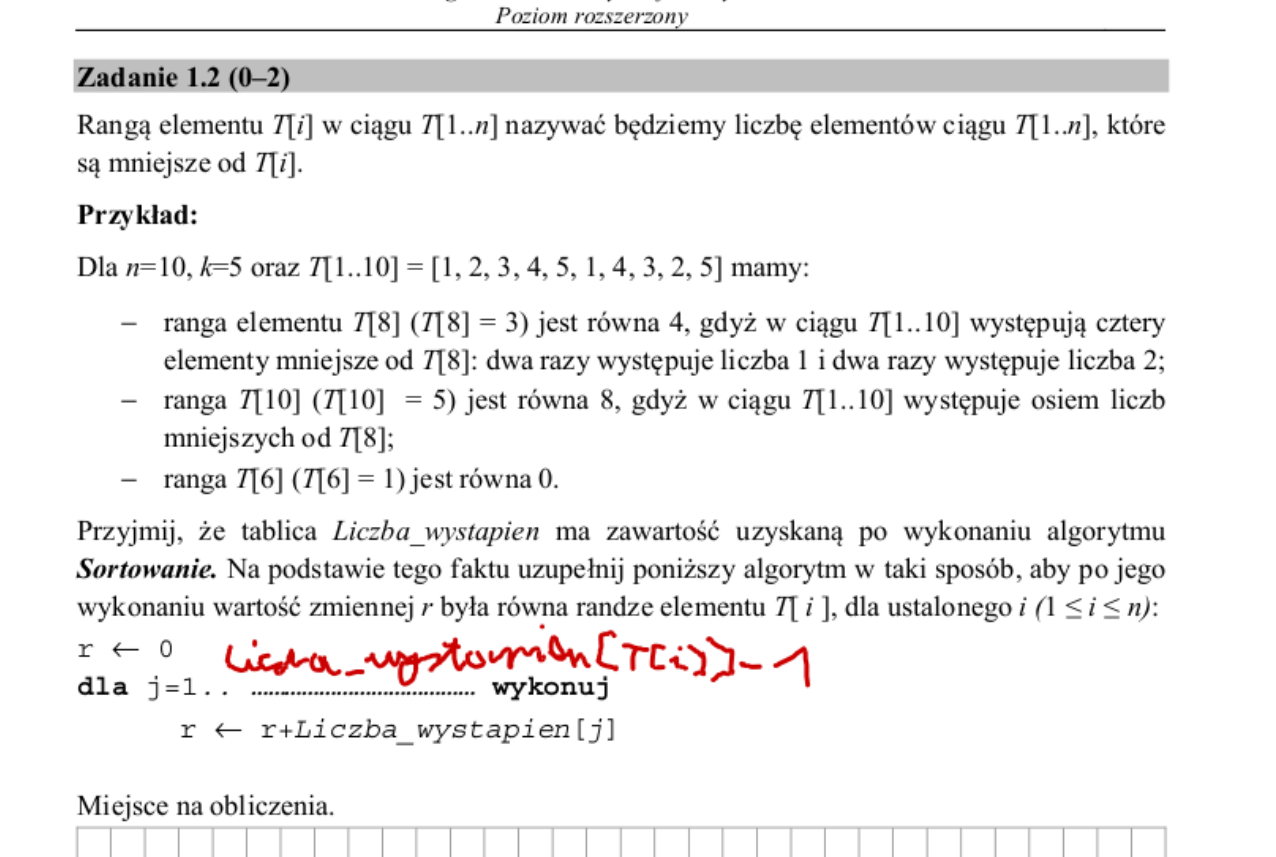 Poziom rozszerzony
Zadanie 1.2 (0–2)
Rangą elementu T[i] w ciągu T[1..n] nazywać będziemy liczbę elementów ciągu T[1..n], które
są mniejsze od T[i].
Przykład:
Dla n=10, k=5 oraz T[1..10] = [1, 2, 3, 4, 5, 1, 4, 3, 2, 5] mamy:
– ranga elementu T[8] (T[8] = 3) jest równa 4, gdyż w ciągu T[1..10] występują cztery
elementy mniejsze od T[8]: dwa razy występuje liczba 1 i dwa razy występuje liczba 2;
– ranga T[10] (T[10] = 5) jest równa 8, gdyż w ciągu T[1..10] występuje osiem liczb
mniejszych od T[8];
– ranga T[6] (T[6] = 1) jest równa 0.
Przyjmij, że tablica Liczba_wystapien ma zawartość uzyskaną po wykonaniu algorytmu
Sortowanie. Na podstawie tego faktu uzupełnij poniższy algorytm w taki sposób, aby po jego
wykonaniu wartość zmiennej r była równa randze elementu T[ i ], dla ustalonego i (1 ≤ i ≤ n):
r ← 0
Liczba_wystąpień[T[i]]-1
dla j=1.. ........................................ wykonuj
r ← r+Liczba_wystapien[j]
Miejsce na obliczenia.